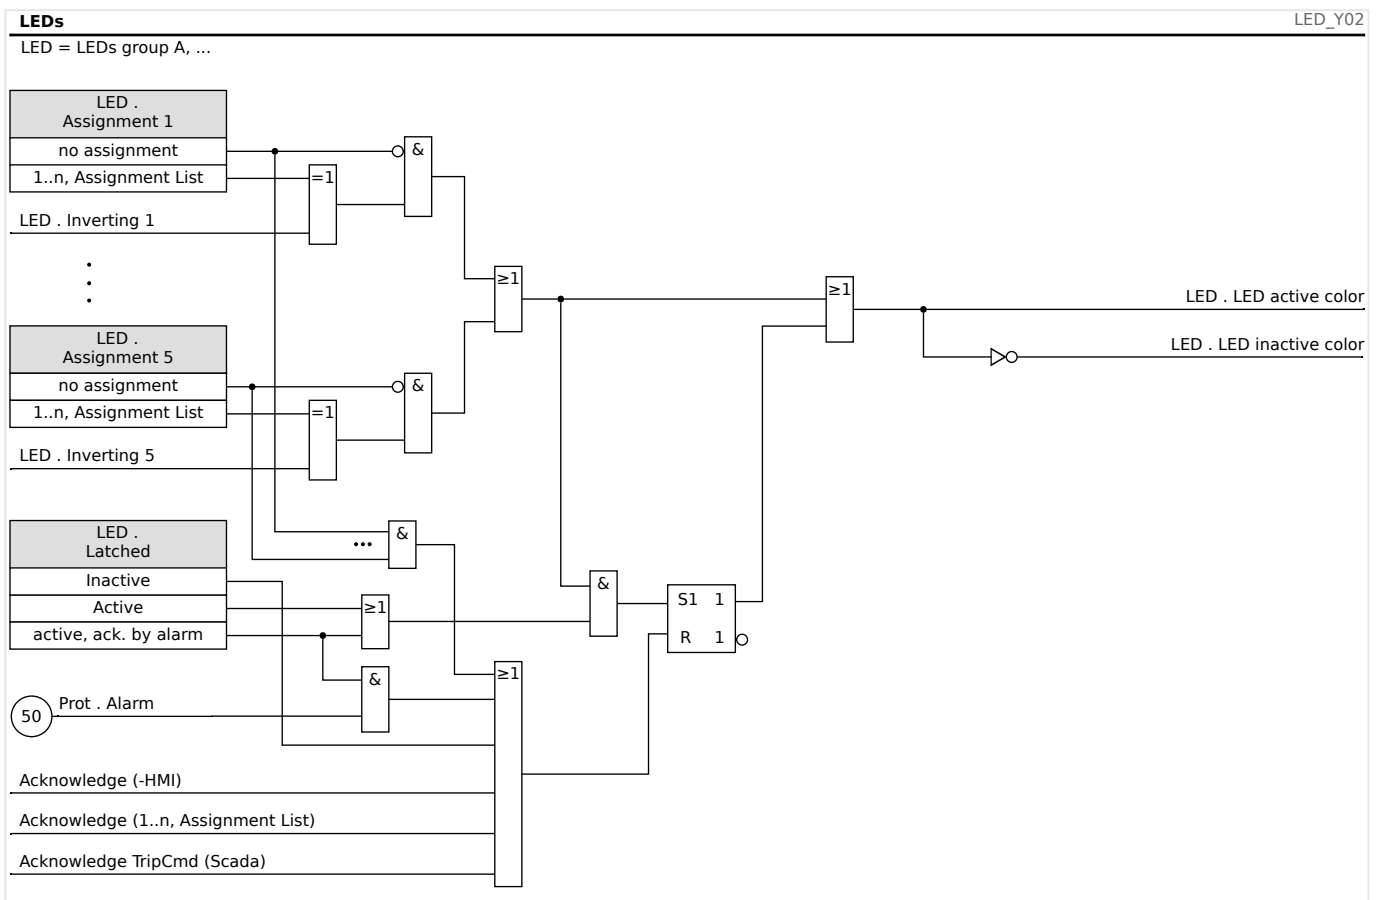 LEDs
LED_Y02
LED = LEDs group A, ...
LED .
Assignment 1
no assignment
1..n, Assignment List
LED . Inverting 1
&
=1
≥1
≥1
LED . LED active color
LED . LED inactive color
LED .
Assignment 5
no assignment
1..n, Assignment List
LED . Inverting 5
&
=1
LED .
Latched
Inactive
Active
active, ack. by alarm
...
&
≥1
&
S1 1
R 1
&
≥1
50
Prot . Alarm
Acknowledge (-HMI)
Acknowledge (1..n, Assignment List)
Acknowledge TripCmd (Scada)